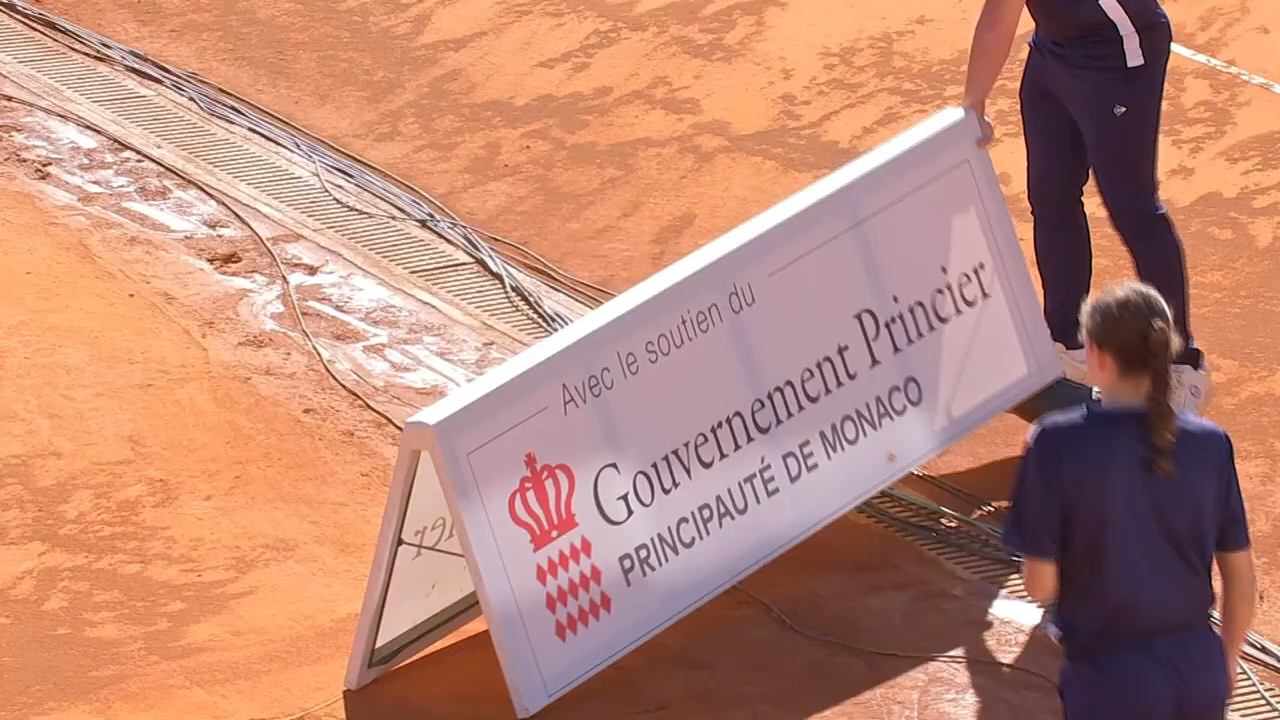 Avec le soutien du
Gouvernement Princier
PRINCIPAUTÉ DE MONACO